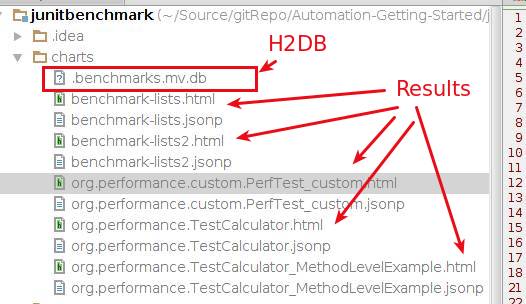 junitbenchmark (~/Source/gitRepo/Automation-Getting-Started/j
.idea
H2DB
charts
.benchmarks.mv.db
Results
benchmark-lists.html
benchmark-lists.jsonp
benchmark-lists2.html
benchmark-lists2.jsonp
org.performance.custom.PerfTest_custom.html
org.performance.custom.PerfTest_custom.jsonp
org.performance.TestCalculator.html
org.performance.TestCalculator.jsonp
org.performance.TestCalculator_MethodLevelExample.html
org.performance.TestCalculator_MethodLevelExample.jsonp
1
2
3
4
5
6
7
8
9
10
11
12
13
14
15
16
17
18
21
22